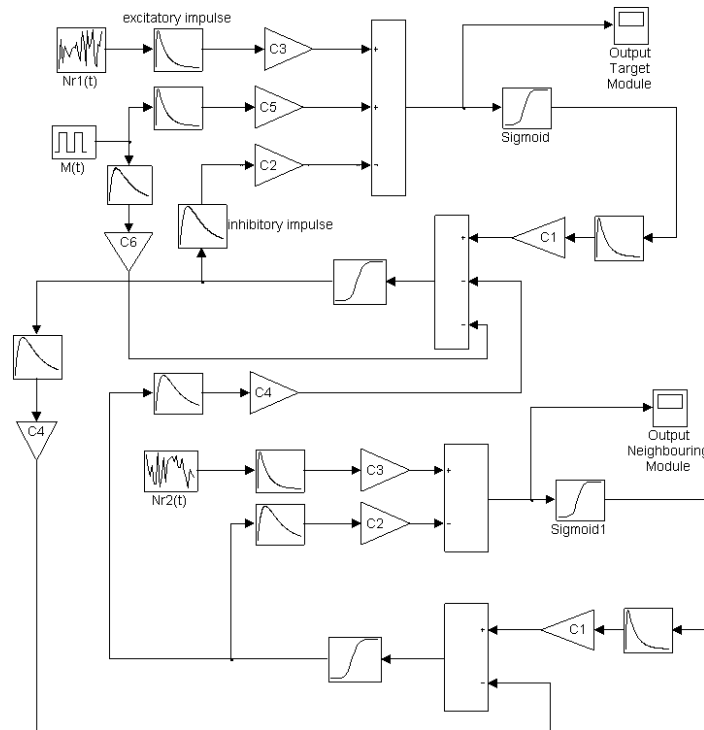 excitatory impulse
Nr1(t)
C3
+
Output
Target
Module
C5
+
Sigmoid
M(t)
C2
-
inhibitory impulse
C6
+
C1
-
-
C4
C4
Output
Neighbouring
Module
Nr2(t)
C3
+
C2
-
Sigmoid1
+
C1
-